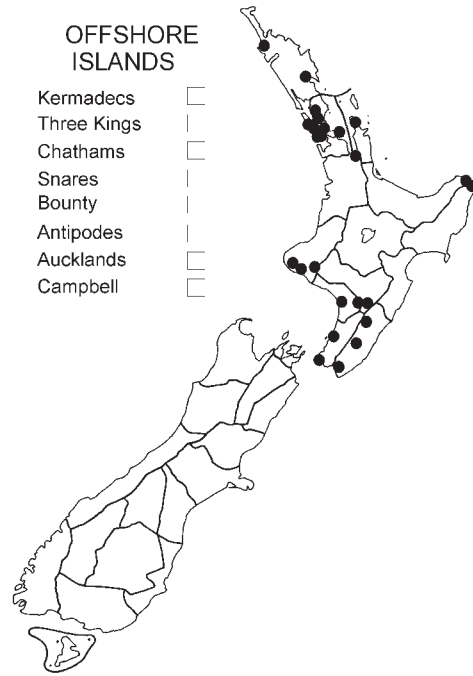 OFFSHORE
ISLANDS
Kermadecs
Three Kings
Chathams
Snares
Bounty
Antipodes
Aucklands
Campbell